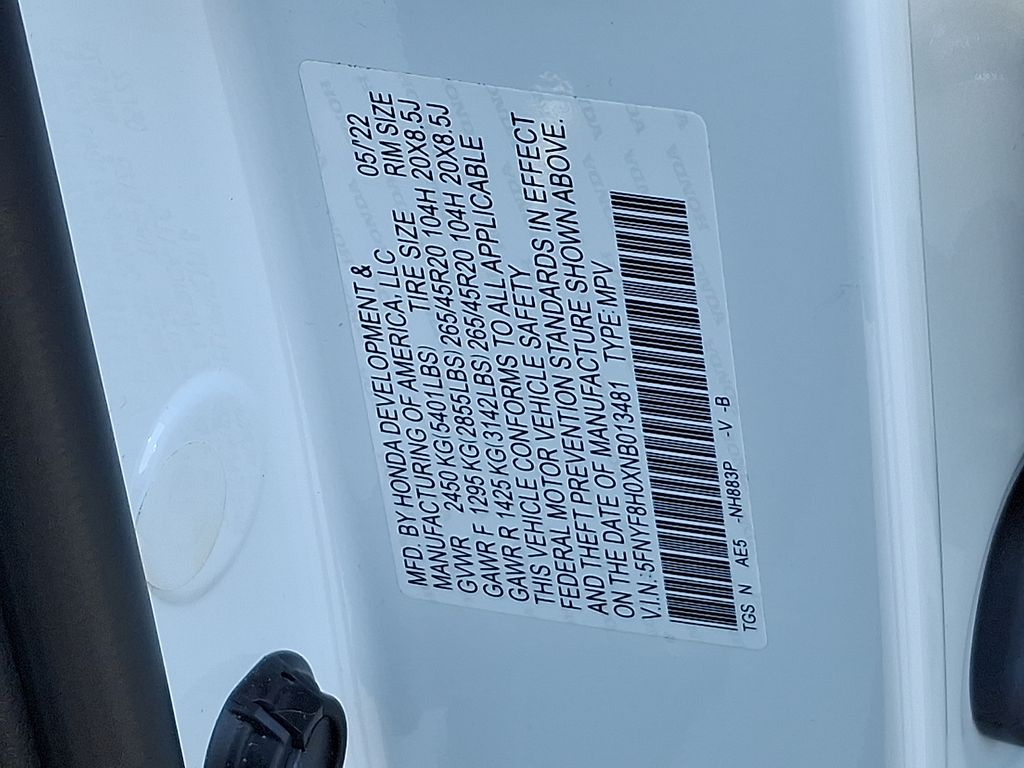 MFD. BY HONDA DEVELOPMENT & 05/22
MANUFACTURING OF AMERICA, LLC
TIRE SIZE RIM SIZE
GVWR 2450 KG(5401LBS)
GAWR F 1295 KG(2855LBS) 265/45R20 104H 20X8.5J
GAWR R 1425 KG(3142LBS) 265/45R20 104H 20X8.5J
THIS VEHICLE CONFORMS TO ALL APPLICABLE
FEDERAL MOTOR VEHICLE SAFETY
AND THEFT PREVENTION STANDARDS IN EFFECT
ON THE DATE OF MANUFACTURE SHOWN ABOVE.
V.I.N.:5FNYF8H0XNB013481 TYPE:MPV
TGS N AE5 -NH883P -V -B